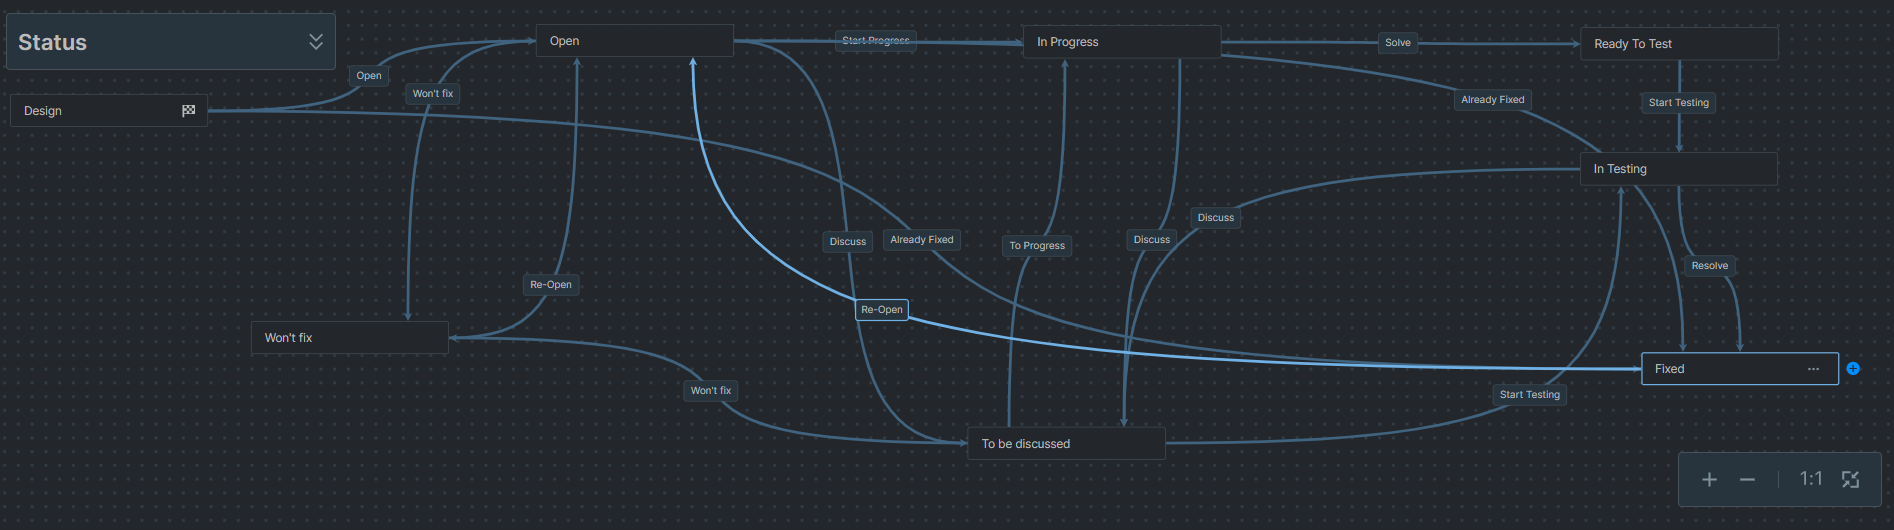 Status
Open
Start Progress
In Progress
Solve
Ready To Test
Open
Won't fix
Design
Already Fixed
Start Testing
In Testing
Discuss
Discuss
Already Fixed
To Progress
Discuss
Resolve
Re-Open
Re-Open
Won't fix
Fixed
Won't fix
Start Testing
To be discussed
1:1